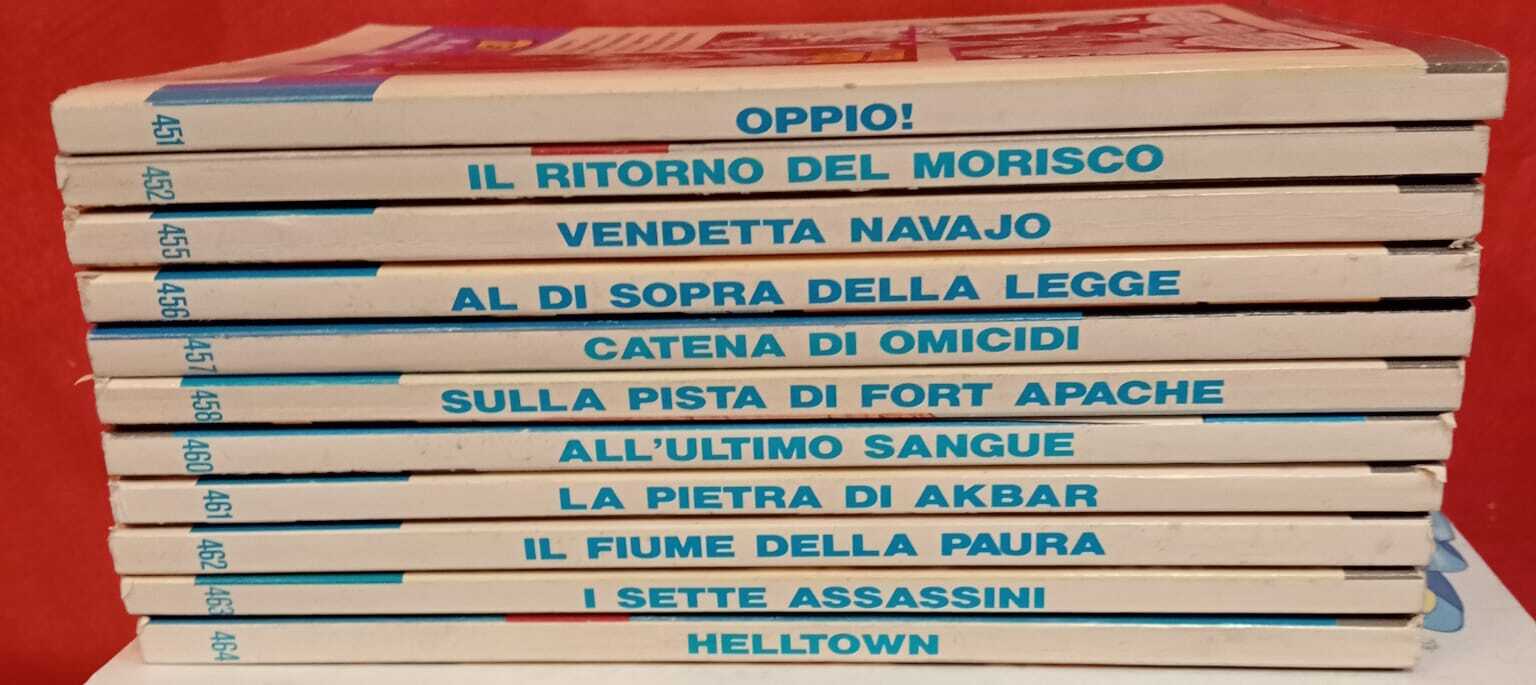 451 OPPIO!
452 IL RITORNO DEL MORISCO
455 VENDETTA NAVAJO
456 AL DI SOPRA DELLA LEGGE
457 CATENA DI OMICIDI
458 SULLA PISTA DI FORT APACHE
460 ALL'ULTIMO SANGUE
461 LA PIETRA DI AKBAR
462 IL FIUME DELLA PAURA
463 I SETTE ASSASSINI
464 HELLTOWN